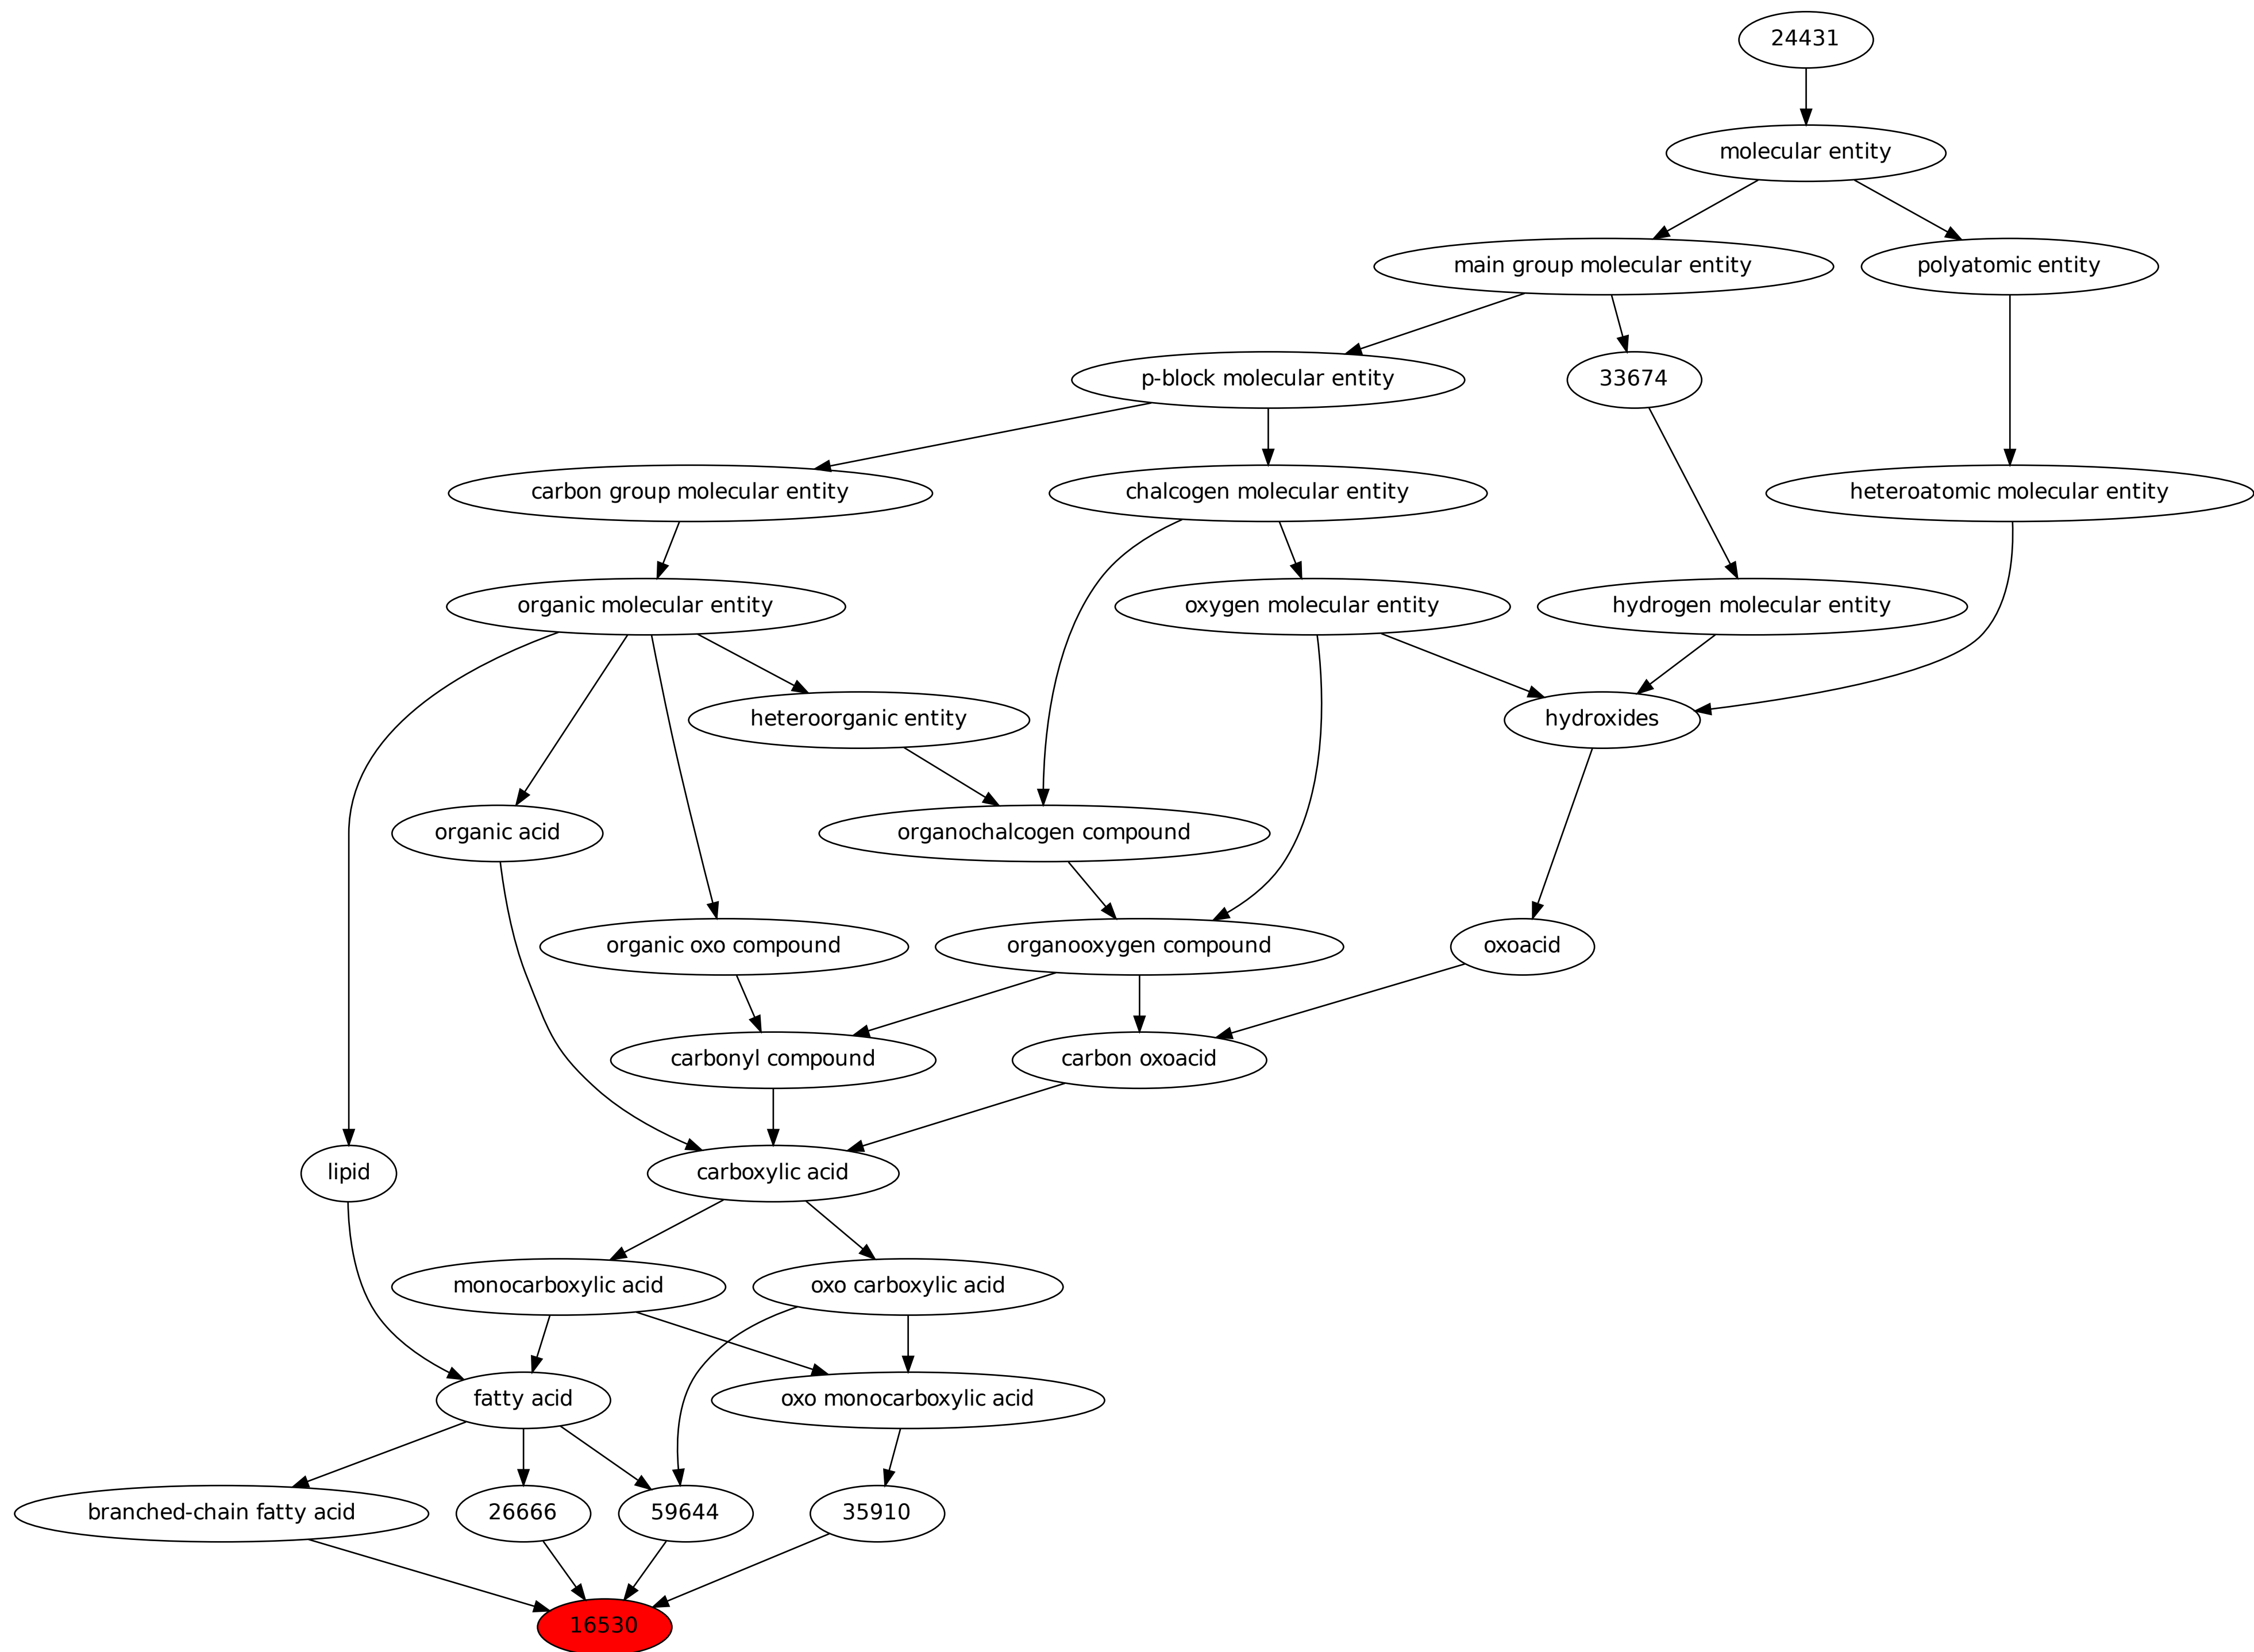 24431
molecular entity
main group molecular entity
polyatomic entity
p-block molecular entity
33674
carbon group molecular entity
chalcogen molecular entity
heteroatomic molecular entity
organic molecular entity
oxygen molecular entity
hydrogen molecular entity
heteroorganic entity
hydroxides
organic acid
organochalcogen compound
organic oxo compound
organooxygen compound
oxoacid
carbonyl compound
carbon oxoacid
lipid
carboxylic acid
monocarboxylic acid
oxo carboxylic acid
fatty acid
oxo monocarboxylic acid
branched-chain fatty acid
26666
59644
35910
16530